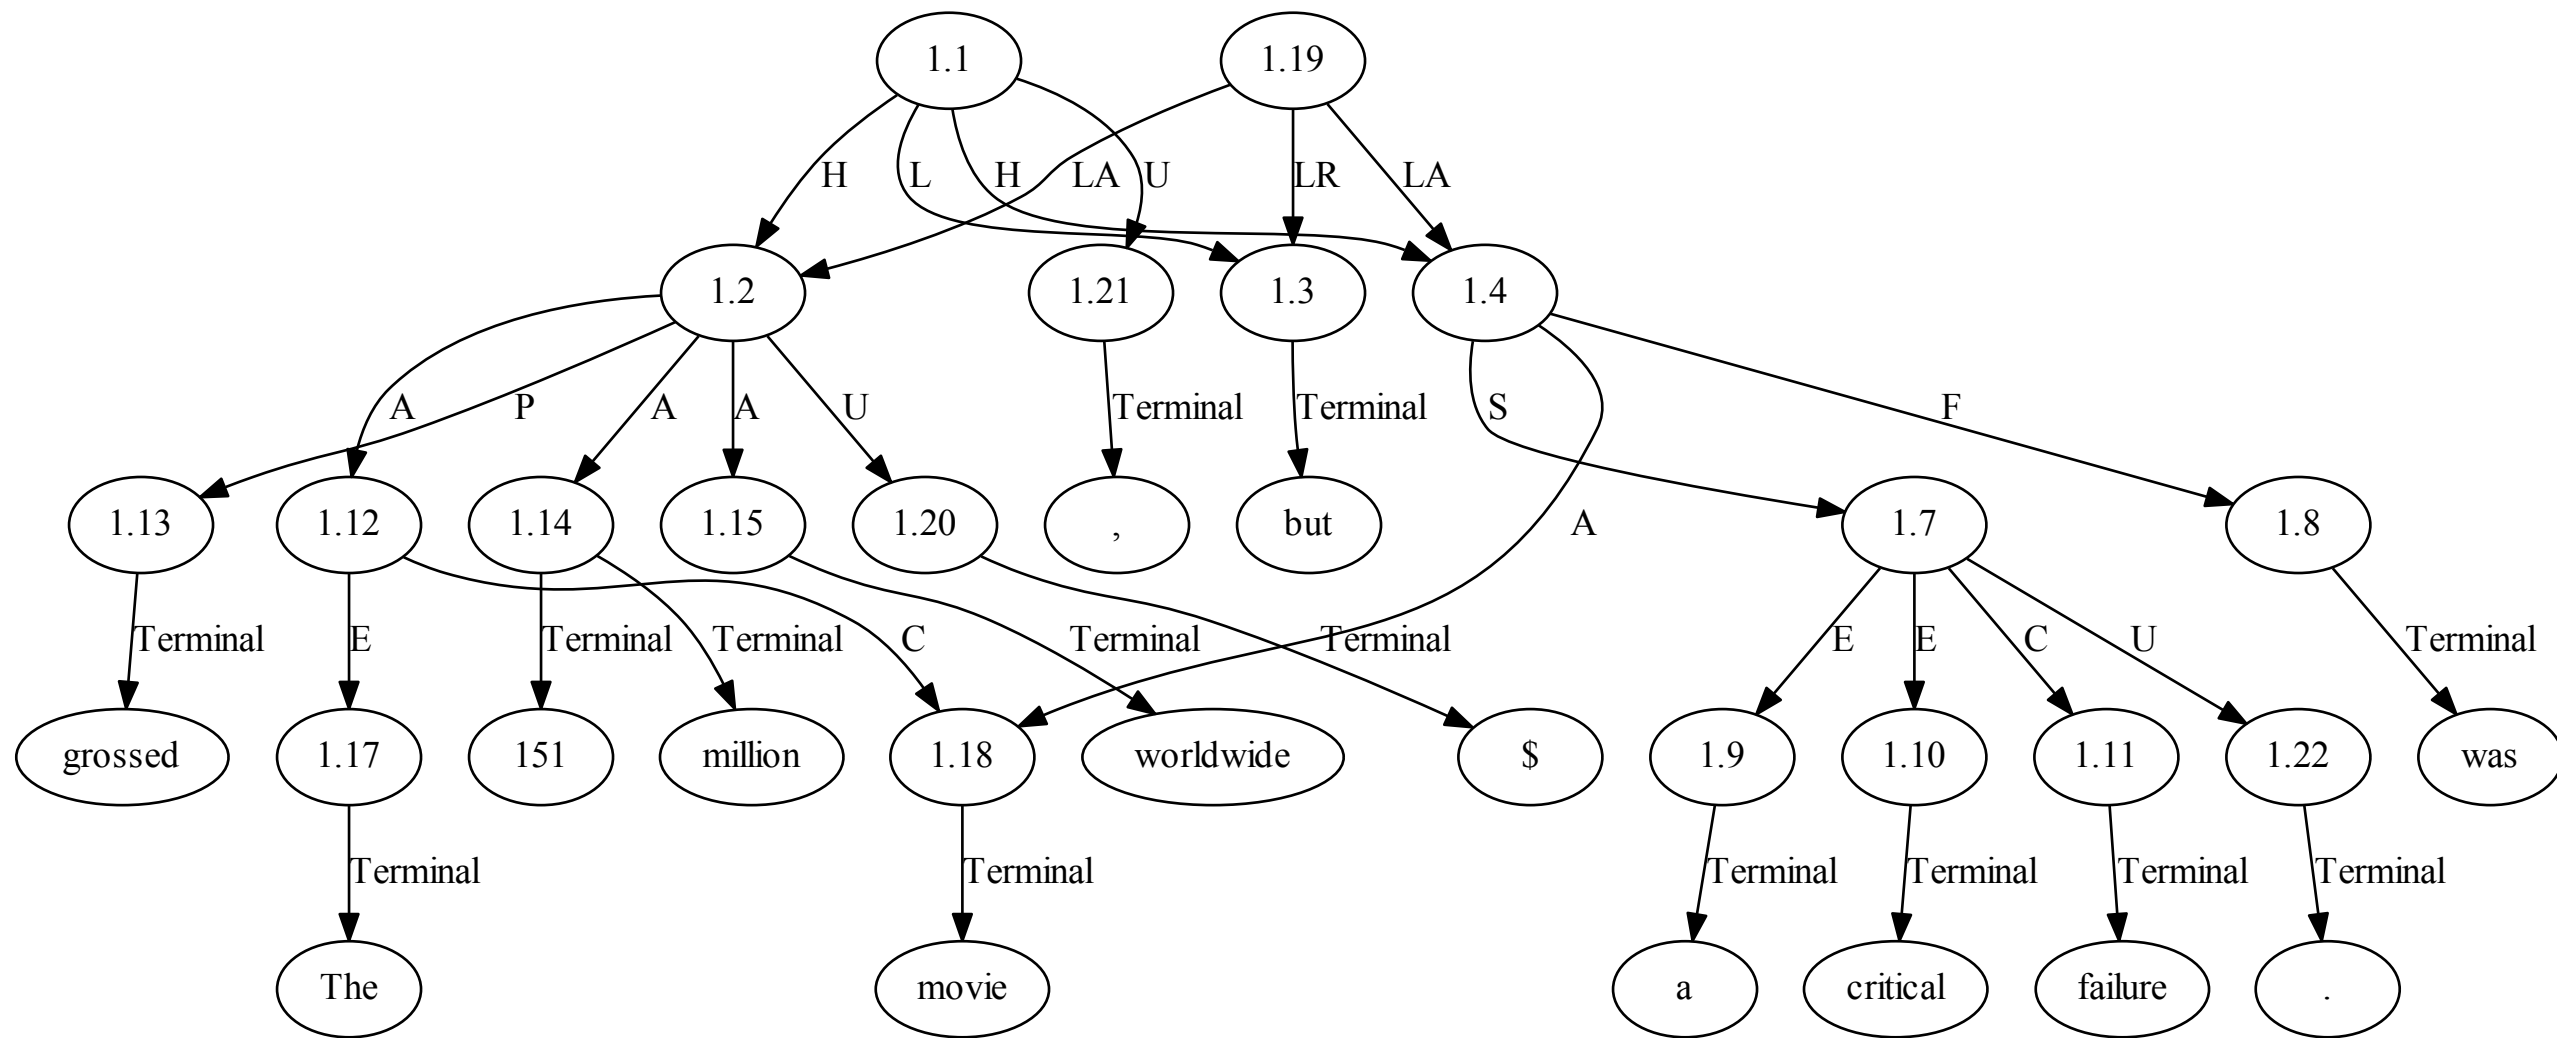 1.1 1.19
H L H LA U LR LA
1.2 1.21 1.3 1.4
A P A A U Terminal Terminal S A F
1.13 1.12 1.14 1.15 1.20 , but 1.7 1.8
Terminal E Terminal Terminal C Terminal Terminal E E C U Terminal
grossed 1.17 151 million 1.18 worldwide $ 1.9 1.10 1.11 1.22 was
Terminal Terminal Terminal Terminal Terminal Terminal
The movie a critical failure .